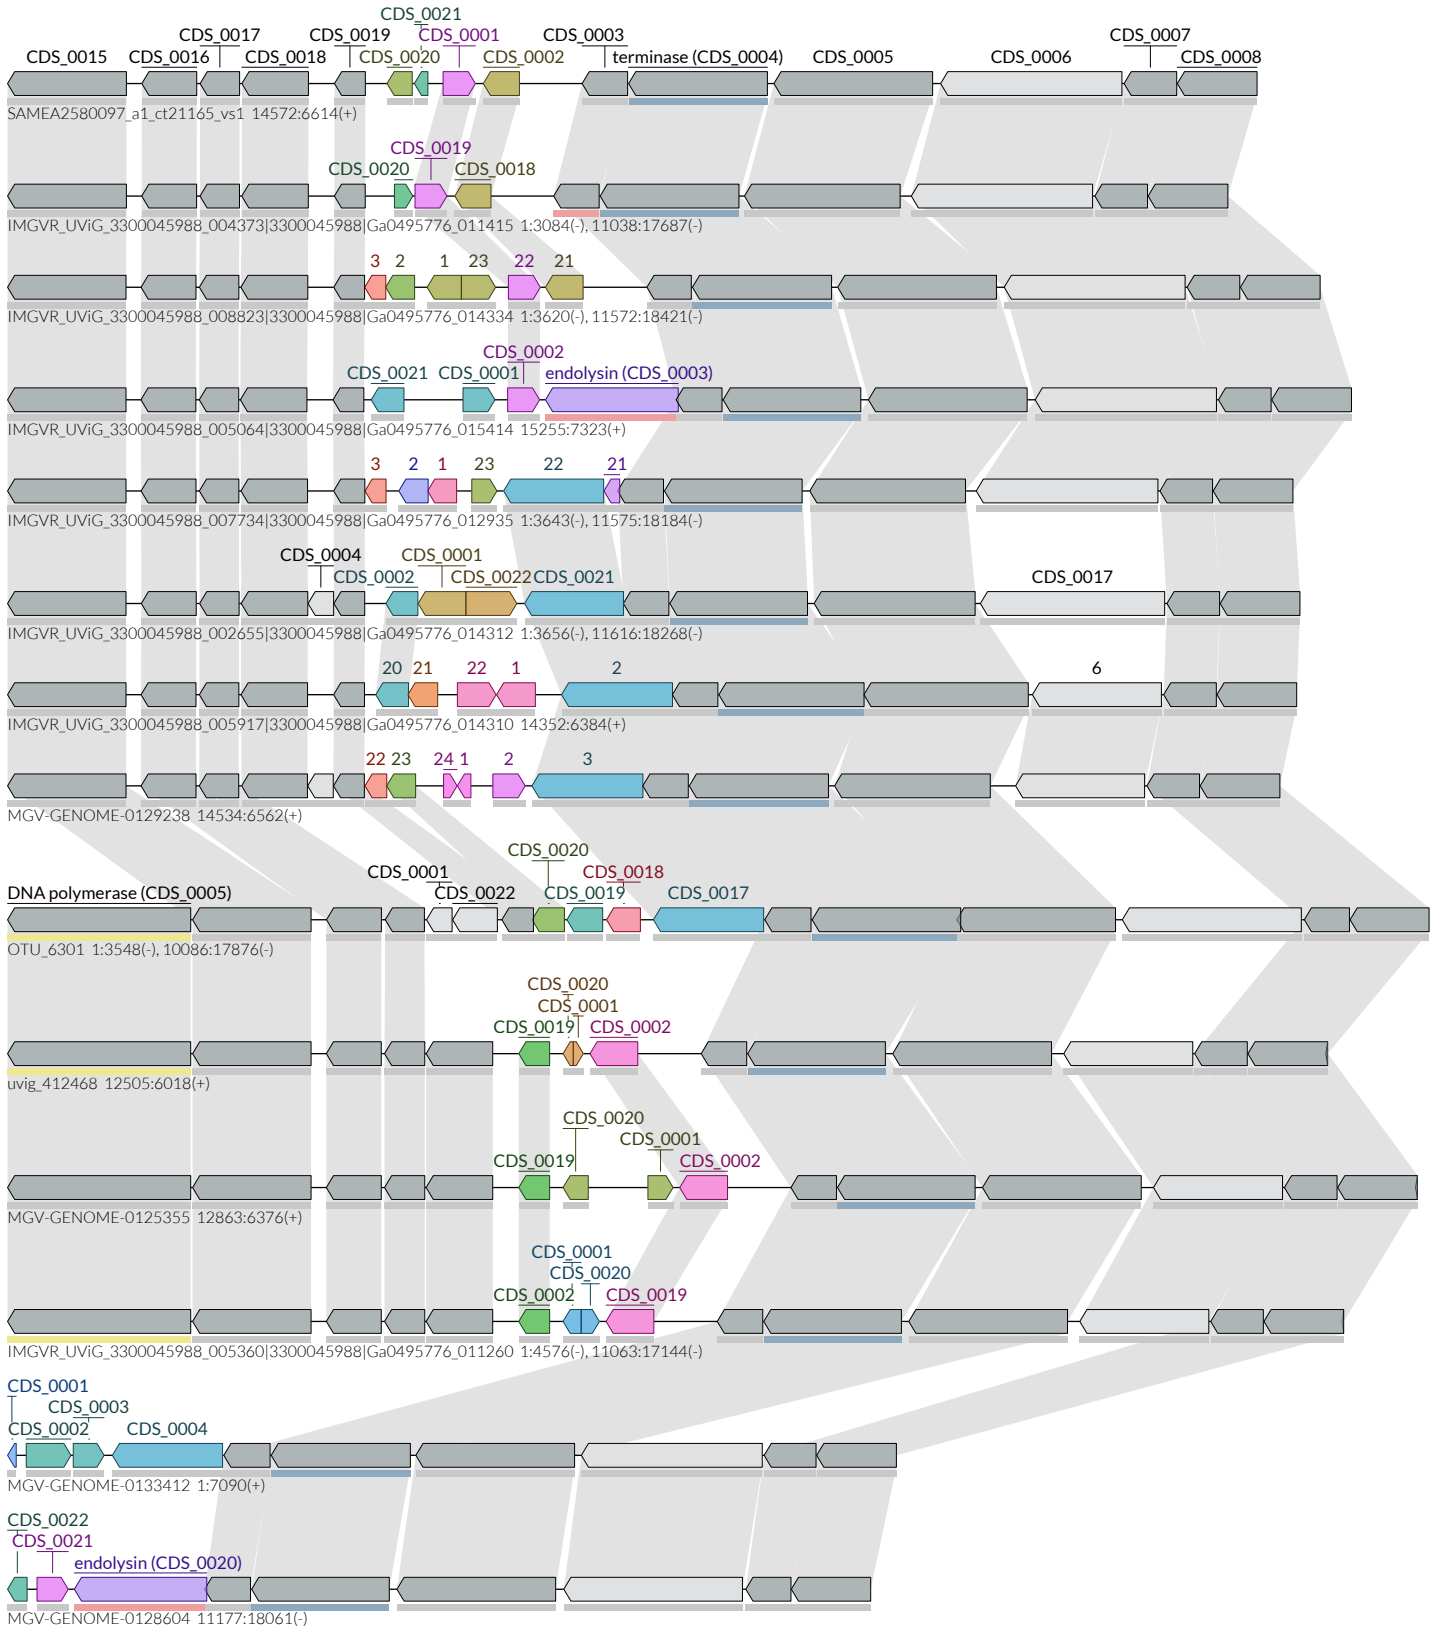 CDS_0021
CDS_0017 CDS_0019 CDS_0001 CDS_0003 CDS_0007
CDS_0015 CDS_0016 CDS_0018 CDS_0020 CDS_0002 terminase (CDS_0004) CDS_0005 CDS_0006 CDS_0008
SAMEA2580097_a1_ct21165_vs1 14572:6614(+)
CDS_0019
CDS_0020 CDS_0018
IMGVR_UViG_3300045988_004373|3300045988|Ga0495776_011415 1:3084(-), 11038:17687(-)
3 2 1 23 22 21
IMGVR_UViG_3300045988_008823|3300045988|Ga0495776_014334 1:3620(-), 11572:18421(-)
CDS_0002
CDS_0021 CDS_0001 endolysin (CDS_0003)
IMGVR_UViG_3300045988_005064|3300045988|Ga0495776_015414 15255:7323(+)
3 2 1 23 22 21
IMGVR_UViG_3300045988_007734|3300045988|Ga0495776_012935 1:3643(-), 11575:18184(-)
CDS_0004 CDS_0001
CDS_0002 CDS_0022 CDS_0021 CDS_0017
IMGVR_UViG_3300045988_002655|3300045988|Ga0495776_014312 1:3656(-), 11616:18268(-)
20 21 22 1 2 6
IMGVR_UViG_3300045988_005917|3300045988|Ga0495776_014310 14352:6384(+)
22 23 24 1 2 3
MGV-GENOME-0129238 14534:6562(+)
CDS_0020
CDS_0001 CDS_0018
DNA polymerase (CDS_0005) CDS_0022 CDS_0019 CDS_0017
OTU_6301 1:3548(-), 10086:17876(-)
CDS_0020
CDS_0001
CDS_0019 CDS_0002
uvig_412468 12505:6018(+)
CDS_0020
CDS_0001
CDS_0019 CDS_0002
MGV-GENOME-0125355 12863:6376(+)
CDS_0001
CDS_0020
CDS_0002 CDS_0019
IMGVR_UViG_3300045988_005360|3300045988|Ga0495776_011260 1:4576(-), 11063:17144(-)
CDS_0001
CDS_0003
CDS_0002 CDS_0004
MGV-GENOME-0133412 1:7090(+)
CDS_0022
CDS_0021
endolysin (CDS_0020)
MGV-GENOME-0128604 11177:18061(-)